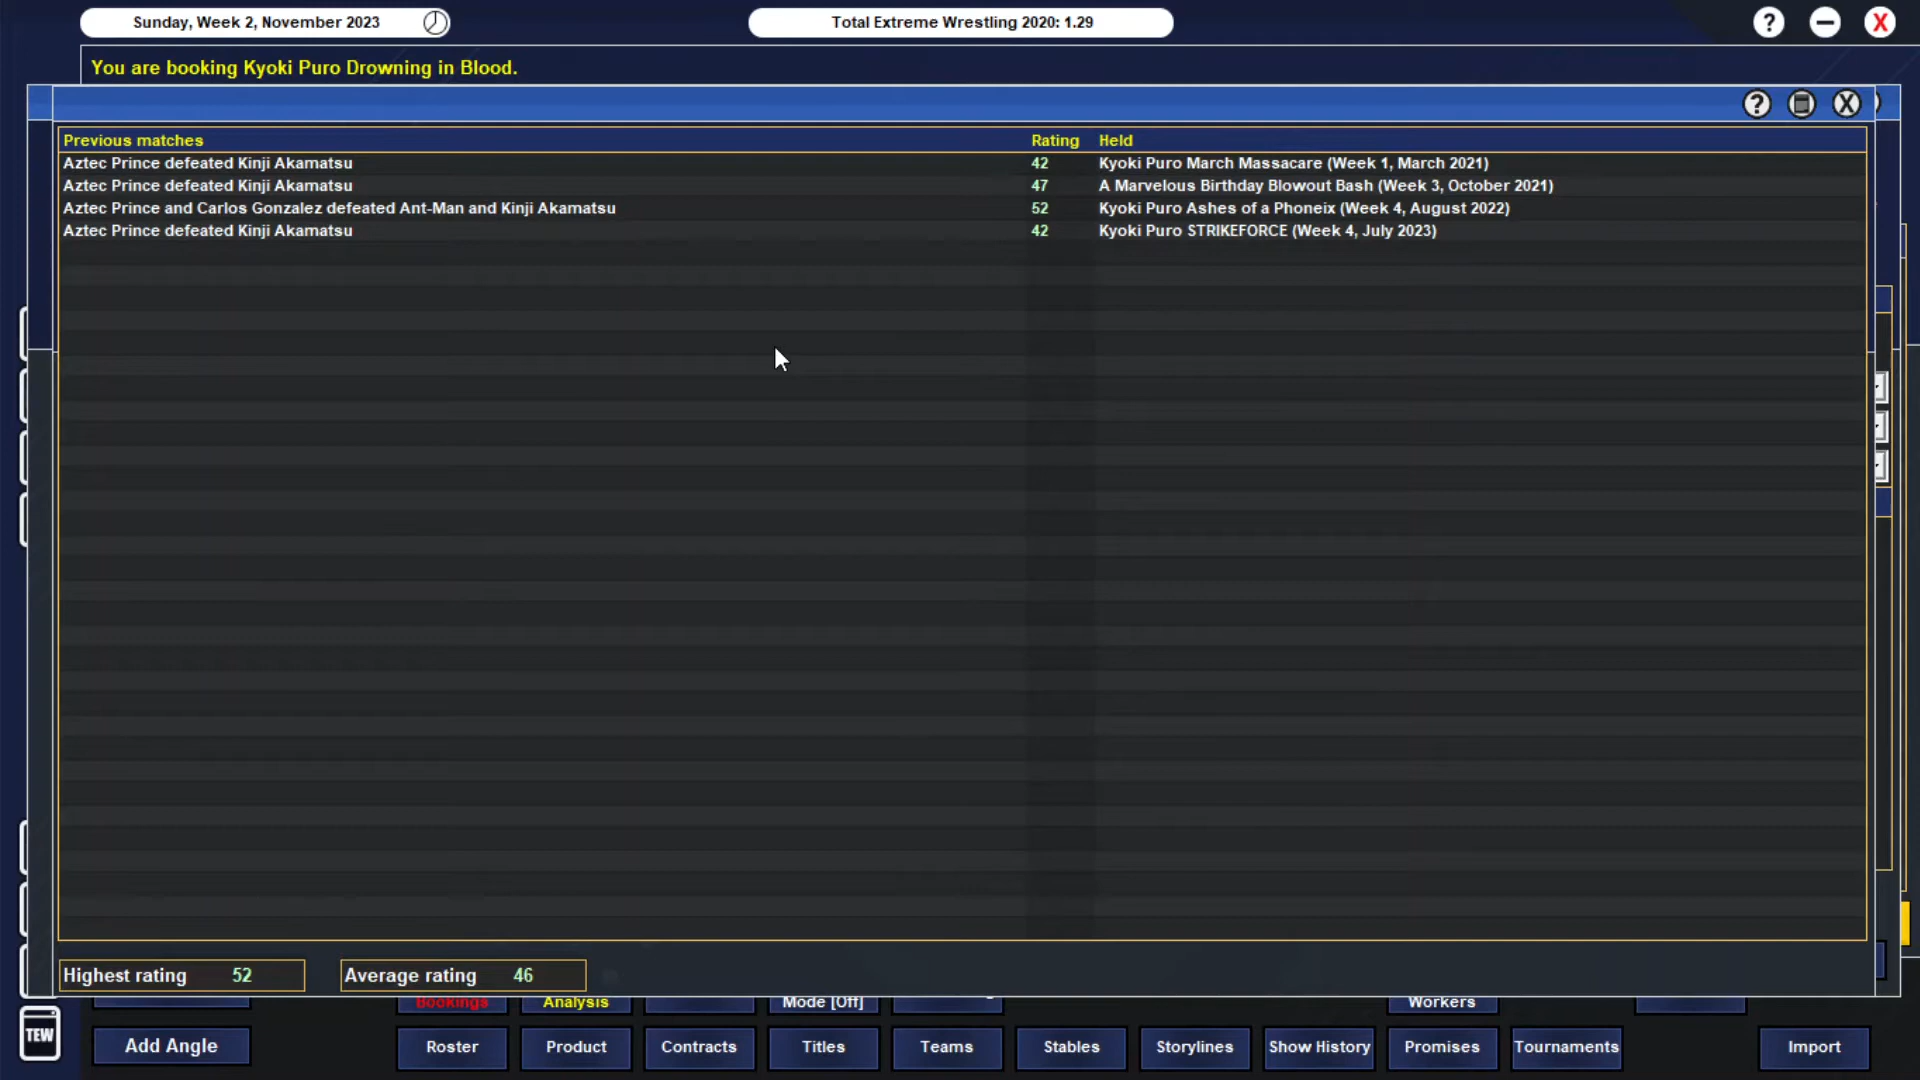 Sunday, Week 2, November 2023
Total Extreme Wrestling 2020: 1.29
? X
You are booking Kyoki Puro Drowning in Blood.
? X
Previous matches Rating Held
Aztec Prince defeated Kinji Akamatsu 42 Kyoki Puro March Massacare (Week 1, March 2021)
Aztec Prince defeated Kinji Akamatsu 47 A Marvelous Birthday Blowout Bash (Week 3, October 2021)
Aztec Prince and Carlos Gonzalez defeated Ant-Man and Kinji Akamatsu 52 Kyoki Puro Ashes of a Phoneix (Week 4, August 2022)
Aztec Prince defeated Kinji Akamatsu 42 Kyoki Puro STRIKEFORCE (Week 4, July 2023)
Highest rating 52 Average rating 46
Bookings Analysis Mode [Off] Workers
TEW Add Angle Roster Product Contracts Titles Teams Stables Storylines Show History Promises Tournaments Import